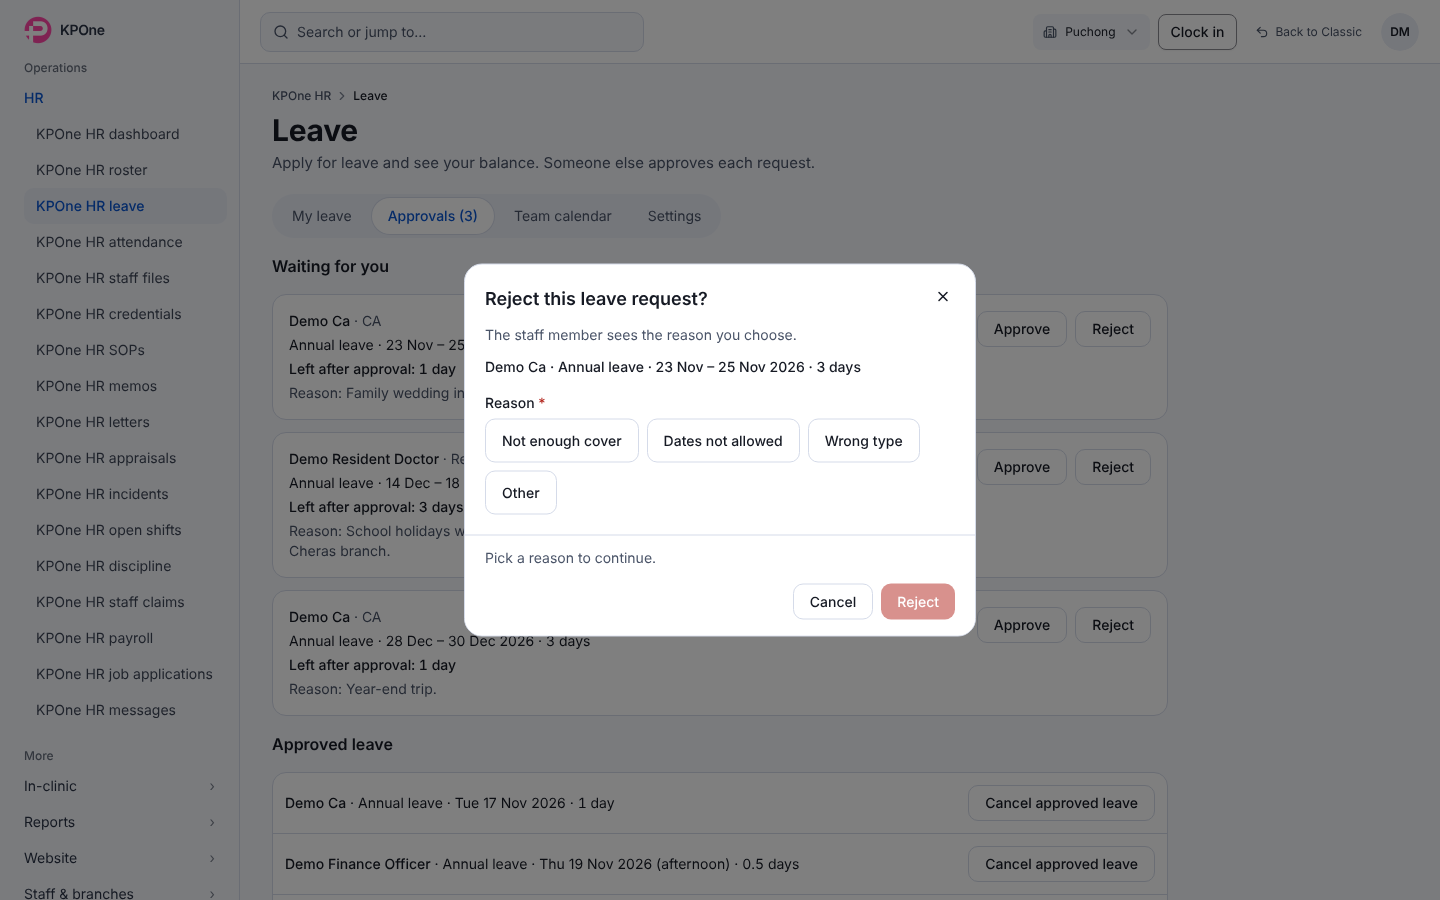 KPOne
Search or jump to...
Puchong
Clock in
Back to Classic
DM
Operations
HR
KPOne HR dashboard
KPOne HR roster
KPOne HR leave
KPOne HR attendance
KPOne HR staff files
KPOne HR credentials
KPOne HR SOPs
KPOne HR memos
KPOne HR letters
KPOne HR appraisals
KPOne HR incidents
KPOne HR open shifts
KPOne HR discipline
KPOne HR staff claims
KPOne HR payroll
KPOne HR job applications
KPOne HR messages
More
In-clinic
Reports
Website
Staff & branches
KPOne HR > Leave
Leave
Apply for leave and see your balance. Someone else approves each request.
My leave
Approvals (3)
Team calendar
Settings
Waiting for you
Demo Ca · CA
Annual leave · 23 Nov – 25
Left after approval: 1 day
Reason: Family wedding in
Approve
Reject
Demo Resident Doctor · Re
Annual leave · 14 Dec – 18
Left after approval: 3 days
Reason: School holidays w
Cheras branch.
Approve
Reject
Demo Ca · CA
Annual leave · 28 Dec – 30 Dec 2026 · 3 days
Left after approval: 1 day
Reason: Year-end trip.
Approve
Reject
Reject this leave request?
The staff member sees the reason you choose.
Demo Ca · Annual leave · 23 Nov – 25 Nov 2026 · 3 days
Reason *
Not enough cover
Dates not allowed
Wrong type
Other
Pick a reason to continue.
Cancel
Reject
Approved leave
Demo Ca · Annual leave · Tue 17 Nov 2026 · 1 day
Cancel approved leave
Demo Finance Officer · Annual leave · Thu 19 Nov 2026 (afternoon) · 0.5 days
Cancel approved leave